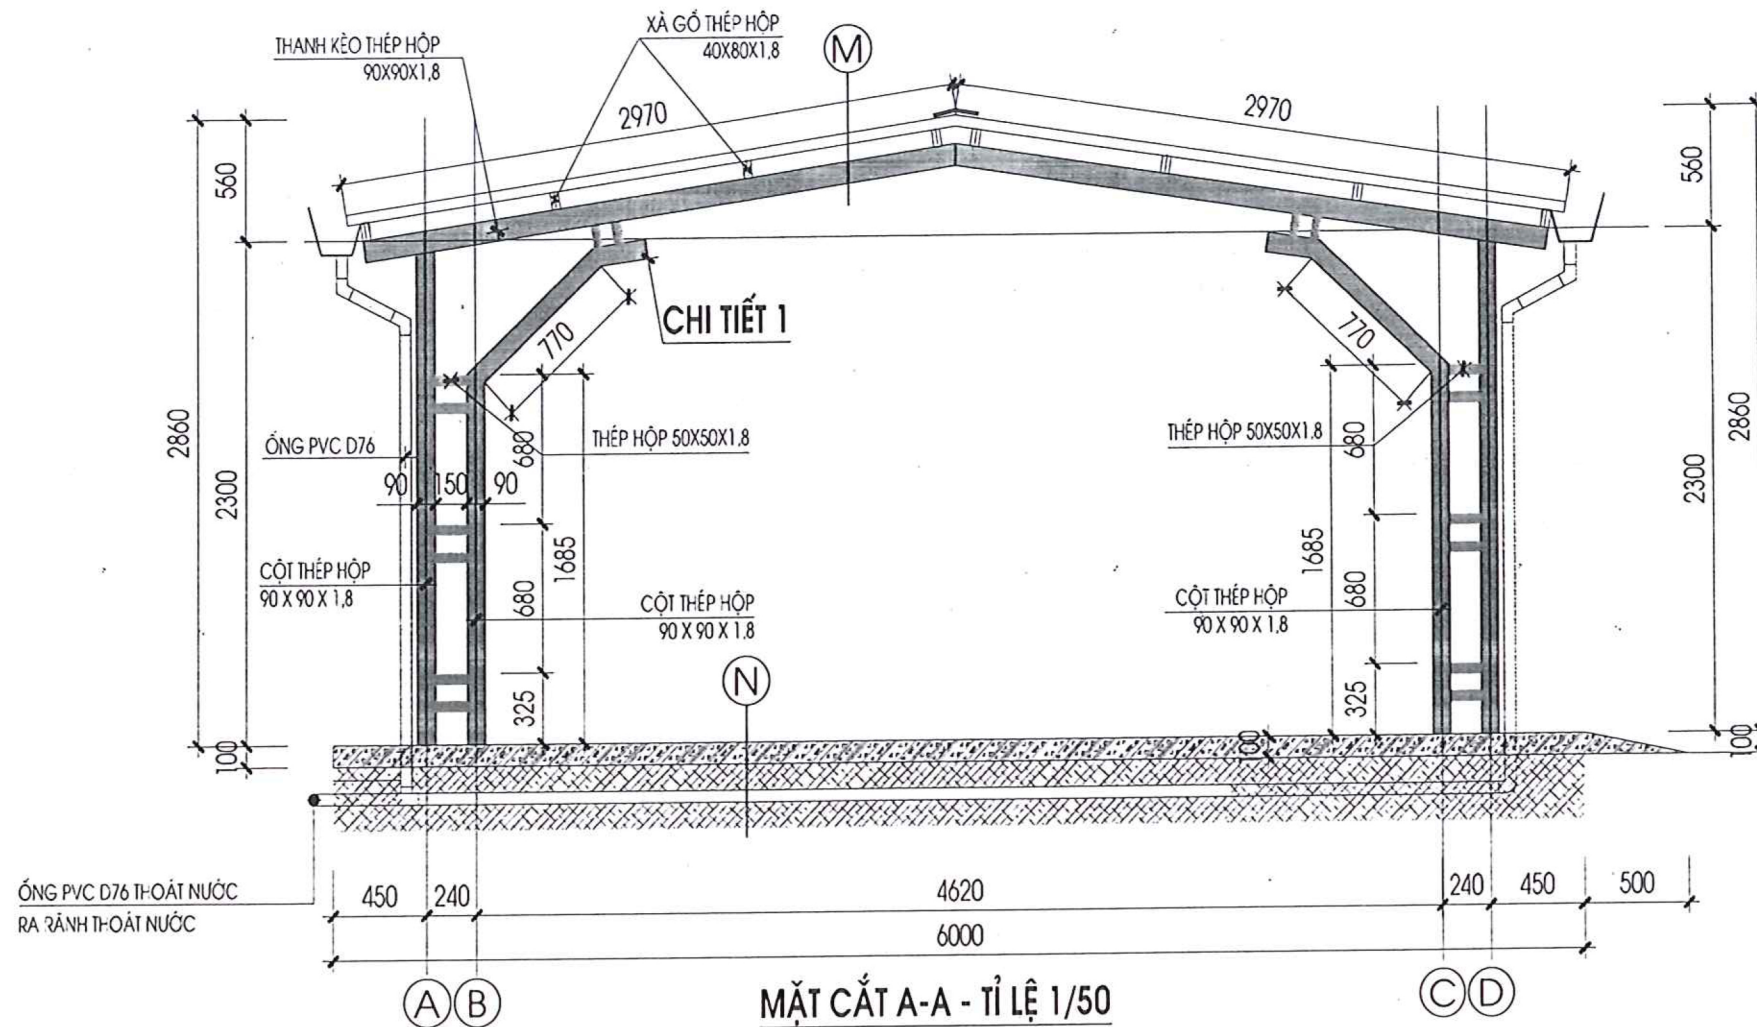 XÀ GỒ THÉP HỘP
40X80X1,8
THANH KÈO THÉP HỘP
90X90X1,8
M
2970
2970
560
560
CHI TIẾT 1
770
770
2860
2300
2860
2300
ỐNG PVC D76
THÉP HỘP 50X50X1.8
THÉP HỘP 50X50X1.8
680
680
90
150
90
1685
1685
CỘT THÉP HỘP
90 X 90 X 1,8
CỘT THÉP HỘP
90 X 90 X 1,8
CỘT THÉP HỘP
90 X 90 X 1,8
680
680
N
325
325
100
100
100
ỐNG PVC D76 THOÁT NƯỚC
RA RÃNH THOÁT NƯỚC
450
240
4620
240
450
500
6000
A
B
C
D
MẶT CẮT A-A - TỈ LỆ 1/50